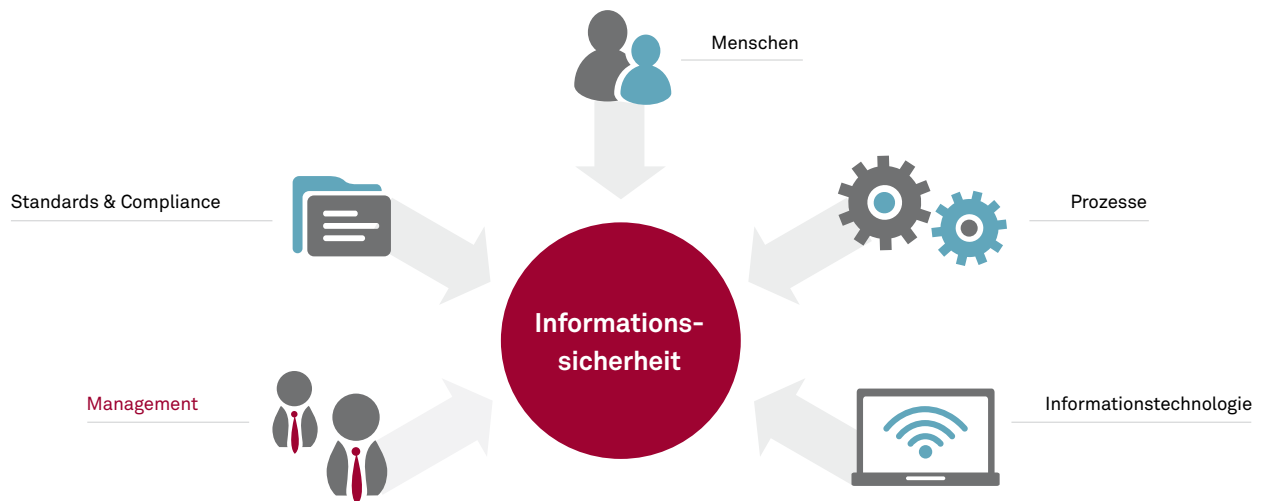 Menschen
Standards & Compliance
Prozesse
Informations-
sicherheit
Management
Informationstechnologie